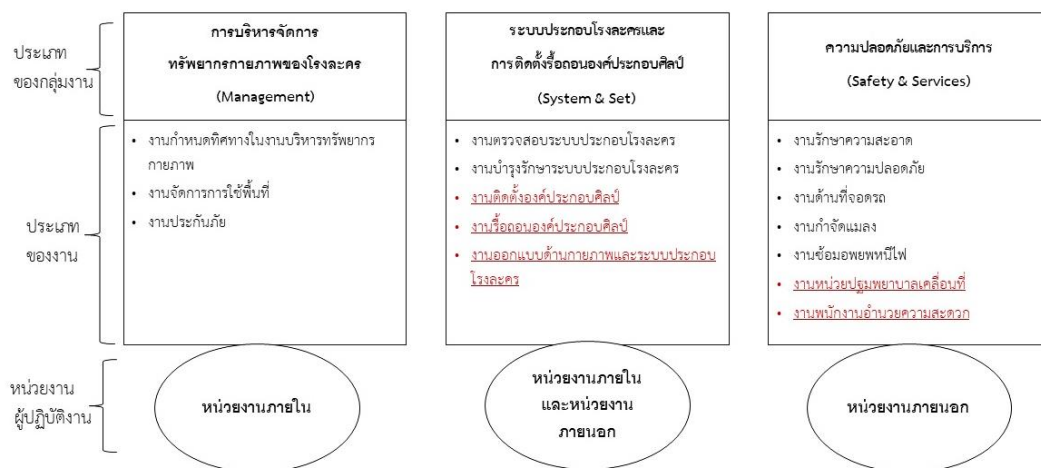 ประเภท
ของกลุ่มงาน
การบริหารจัดการ
ทรัพยากรกายภาพของโรงละคร
(Management)
ระบบประกอบโรงละครและ
การติดตั้งรื้อถอนองค์ประกอบศิลป์
(System & Set)
ความปลอดภัยและการบริการ
(Safety & Services)
ประเภท
ของงาน
• งานกำหนดทิศทางในงานบริหารทรัพยากร
กายภาพ
• งานจัดการการใช้พื้นที่
• งานประกันภัย
• งานตรวจสอบระบบประกอบโรงละคร
• งานบำรุงรักษาระบบประกอบโรงละคร
• งานติดตั้งองค์ประกอบศิลป์
• งานรื้อถอนองค์ประกอบศิลป์
• งานออกแบบด้านกายภาพและระบบประกอบ
โรงละคร
• งานรักษาความสะอาด
• งานรักษาความปลอดภัย
• งานด้านที่จอดรถ
• งานกำจัดแมลง
• งานซ้อมอพยพหนีไฟ
• งานหน่วยปฐมพยาบาลเคลื่อนที่
• งานพนักงานอำนวยความสะดวก
หน่วยงาน
ผู้ปฏิบัติงาน
หน่วยงานภายใน
หน่วยงานภายใน
และหน่วยงาน
ภายนอก
หน่วยงานภายนอก